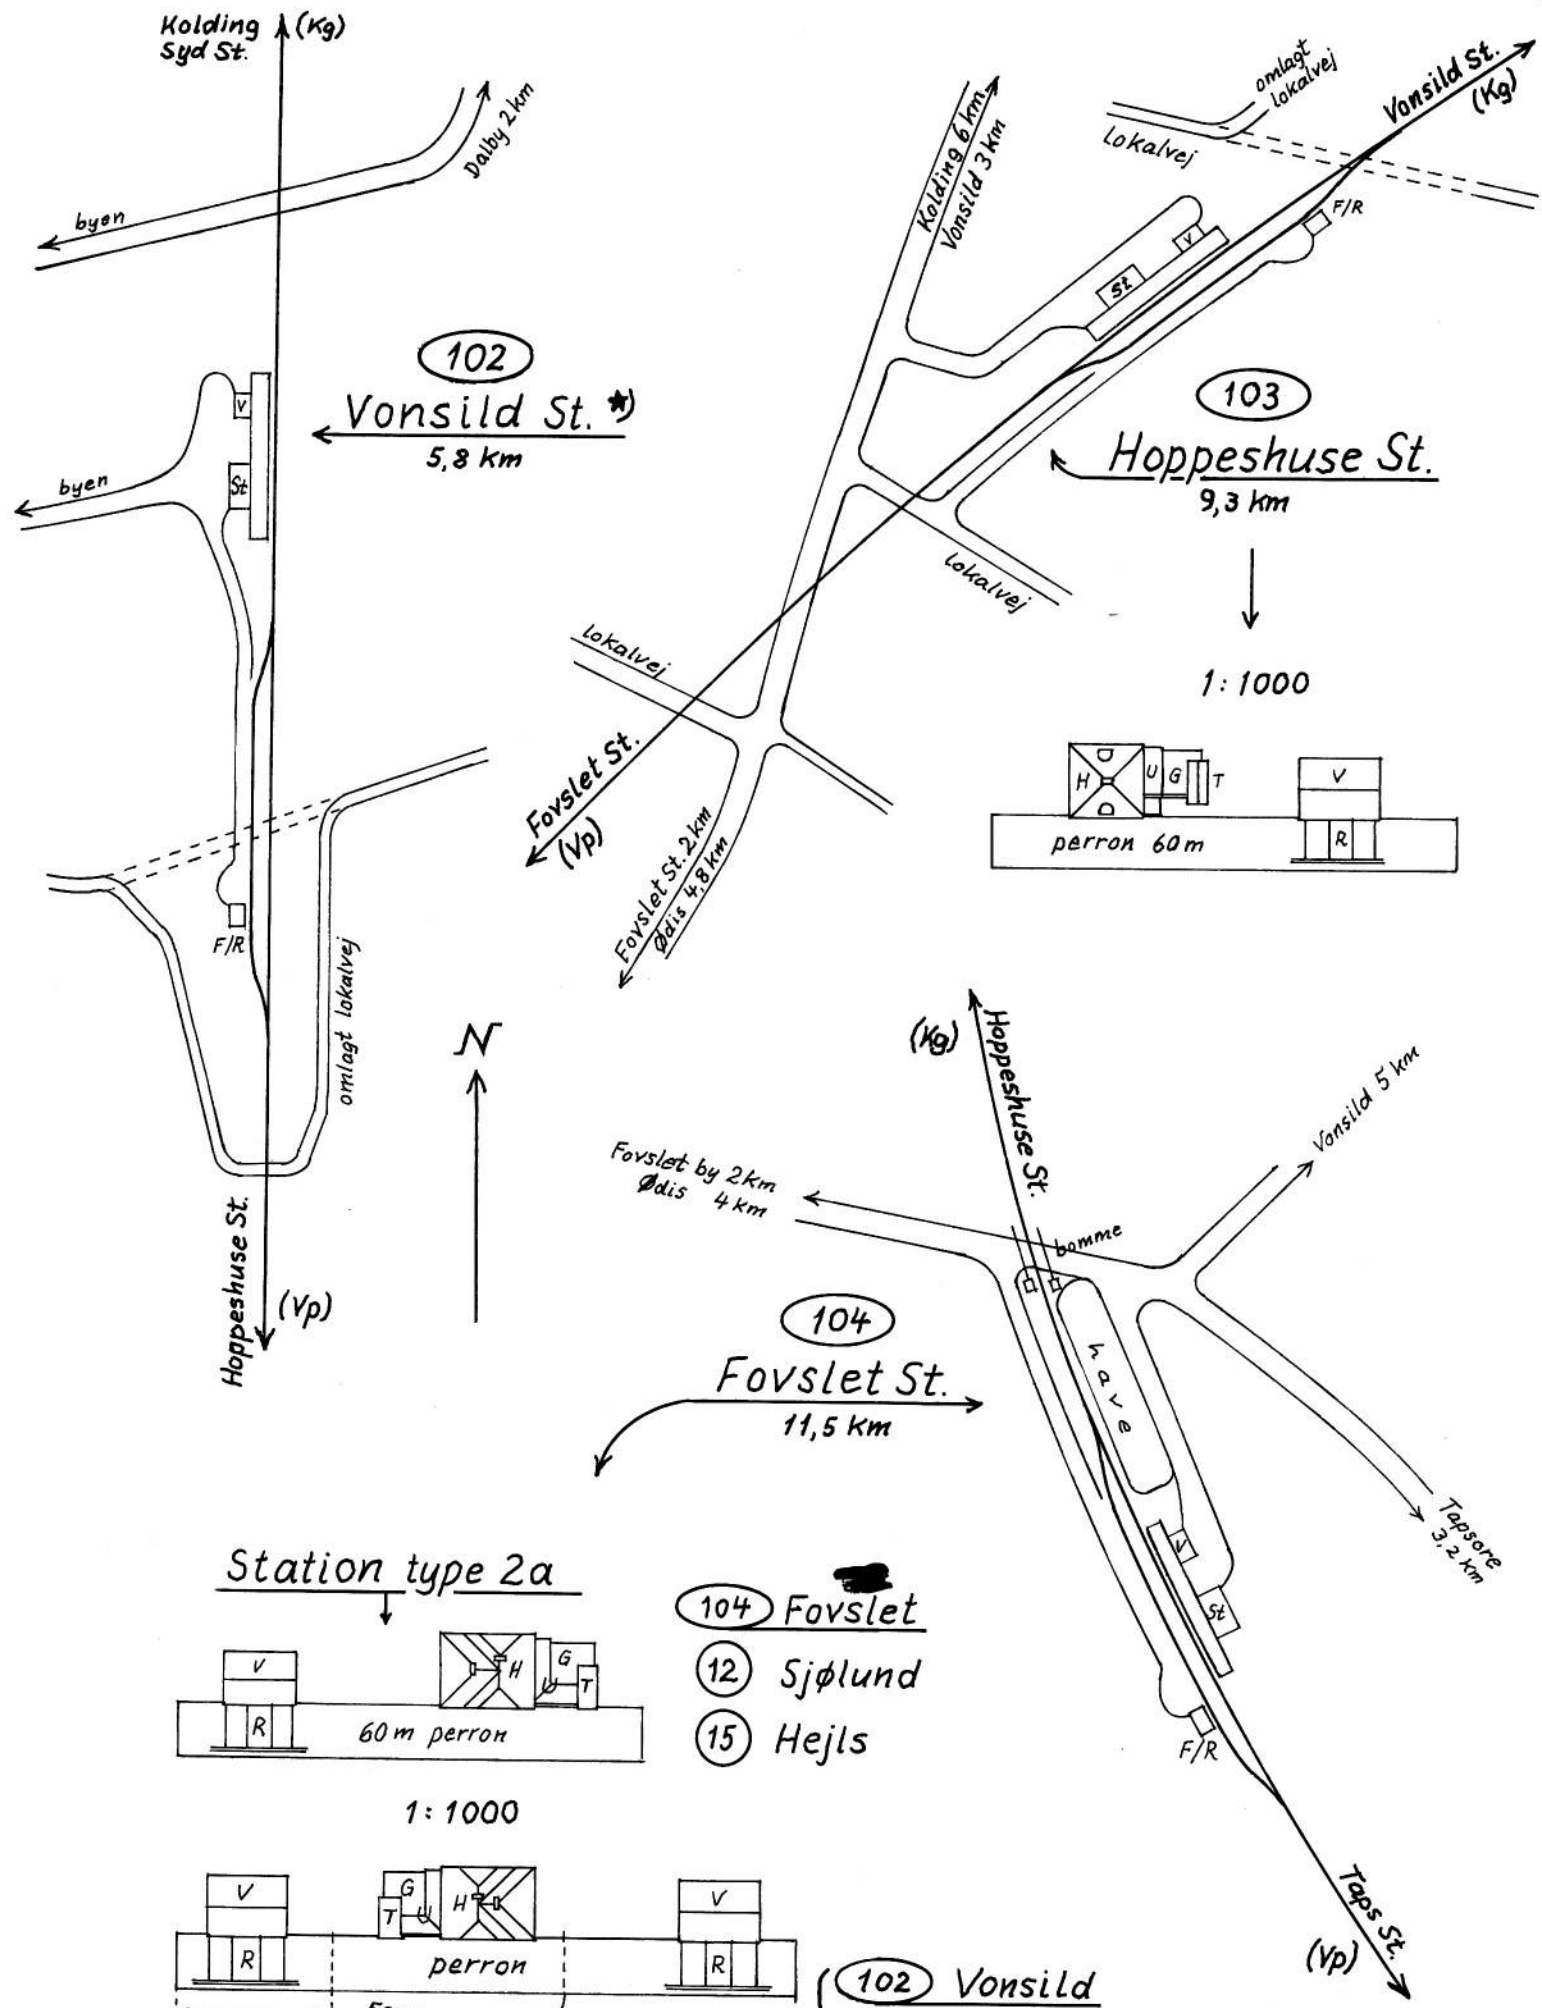 Kolding (Kg)
Syd St.
Dalby 2 km
byen
102
Vonsild St. *)
5,8 km
byen
V
St
F/R
omlagt lokalvej
Hoppeshuse St.
(Vp)
N
omlagt
lokalvej
Lokalvej
Vonsild St.
(Kg)
Kolding 6 km
Vonsild 3 km
F/R
V
St
103
Hoppeshuse St.
9,3 km
lokalvej
lokalvej
Fovslet St.
(Vp)
Fovslet St. 2 km
Ødis 4,8 km
1:1000
H U G T V
perron 60 m R
(Kg)
Hoppeshuse St.
Vonsild 5 km
Fovslet by 2 km
Ødis 4 km
bomme
have
104
Fovslet St.
11,5 km
Tapsøre
3,2 km
V
St
F/R
Taps St.
(Vp)
Station type 2a
104 Fovslet
12 Sjølund
15 Hejls
V H U G T
R 60 m perron
1:1000
V T G U H V
R perron R
102 Vonsild